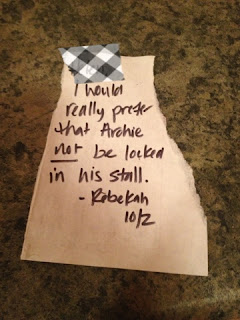 I would
really prefer
that Archie
not be locked
in his stall.
- Rebekah
10/2